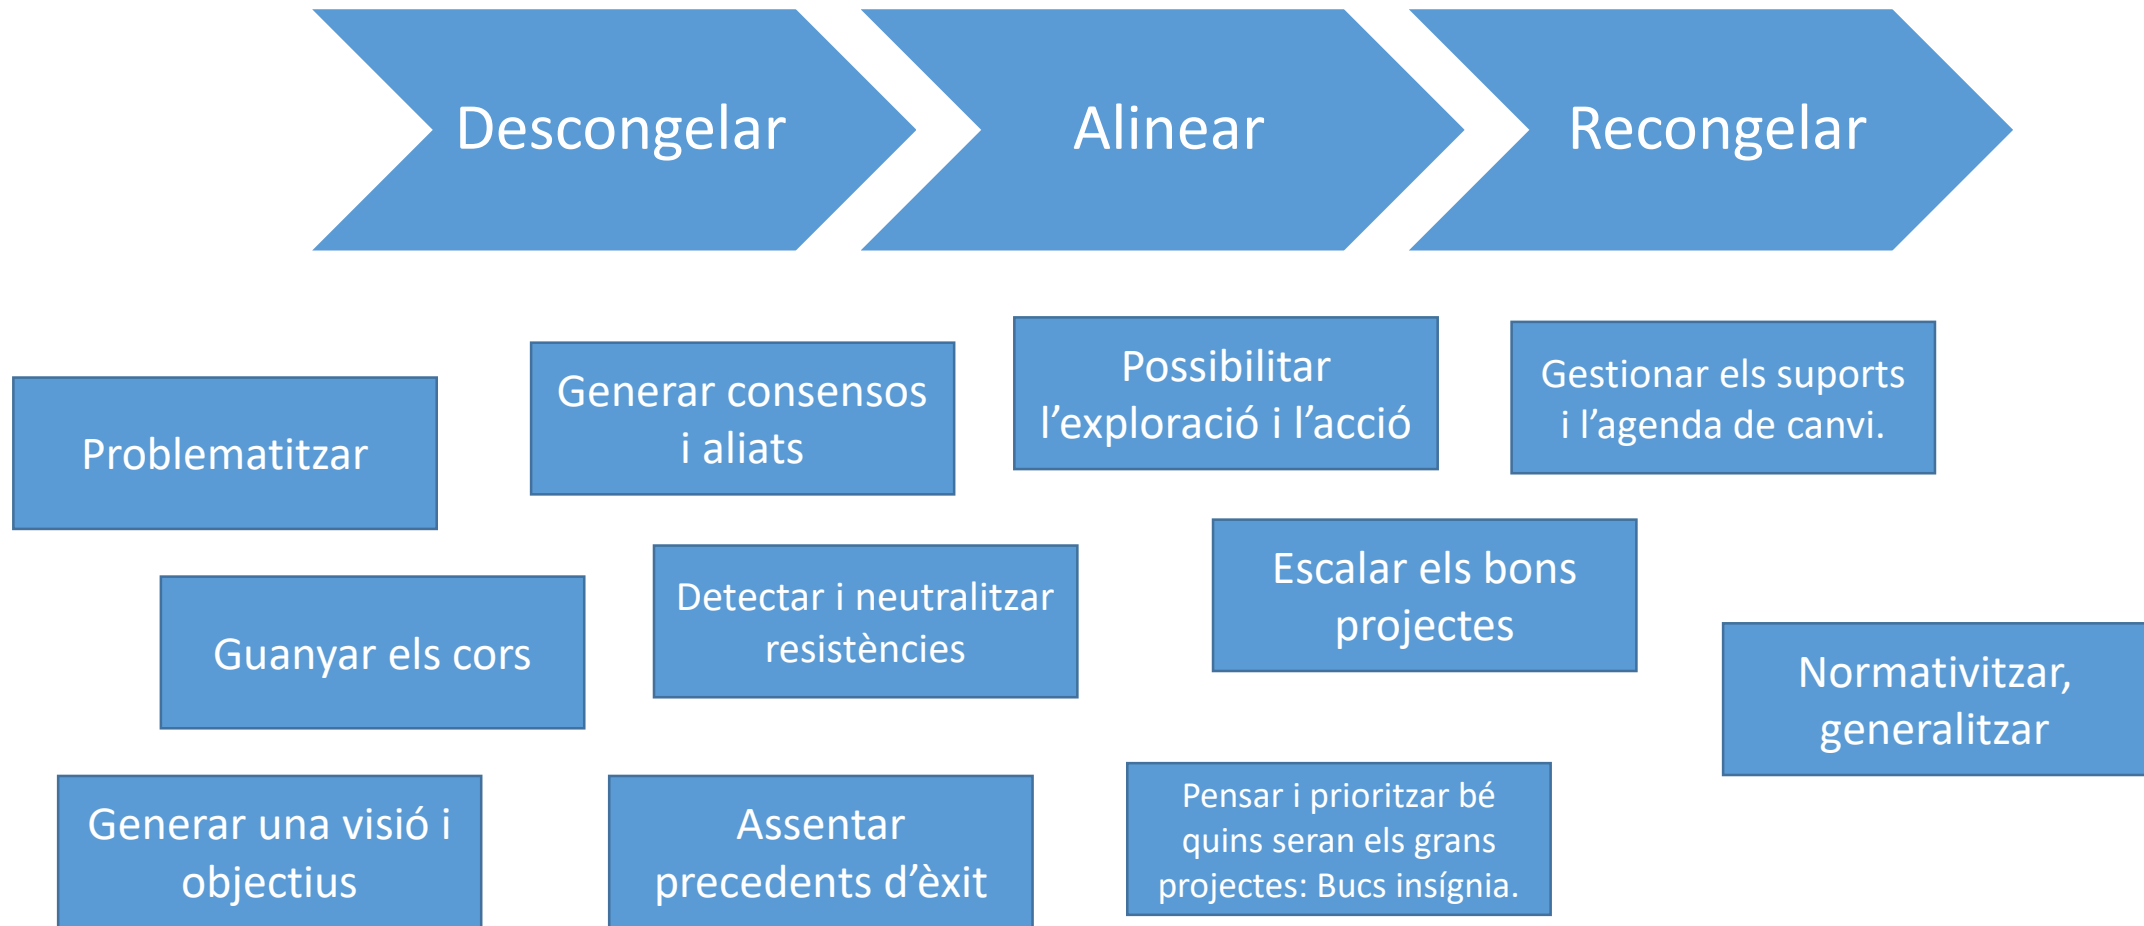 Descongelar
Alinear
Recongelar
Problematitzar
Generar consensos
i aliats
Possibilitar
l’exploració i l’acció
Gestionar els suports
i l’agenda de canvi.
Guanyar els cors
Detectar i neutralitzar
resistències
Escalar els bons
projectes
Normativitzar,
generalitzar
Generar una visió i
objectius
Assentar
precedents d’èxit
Pensar i prioritzar bé
quins seran els grans
projectes: Bucs insígnia.